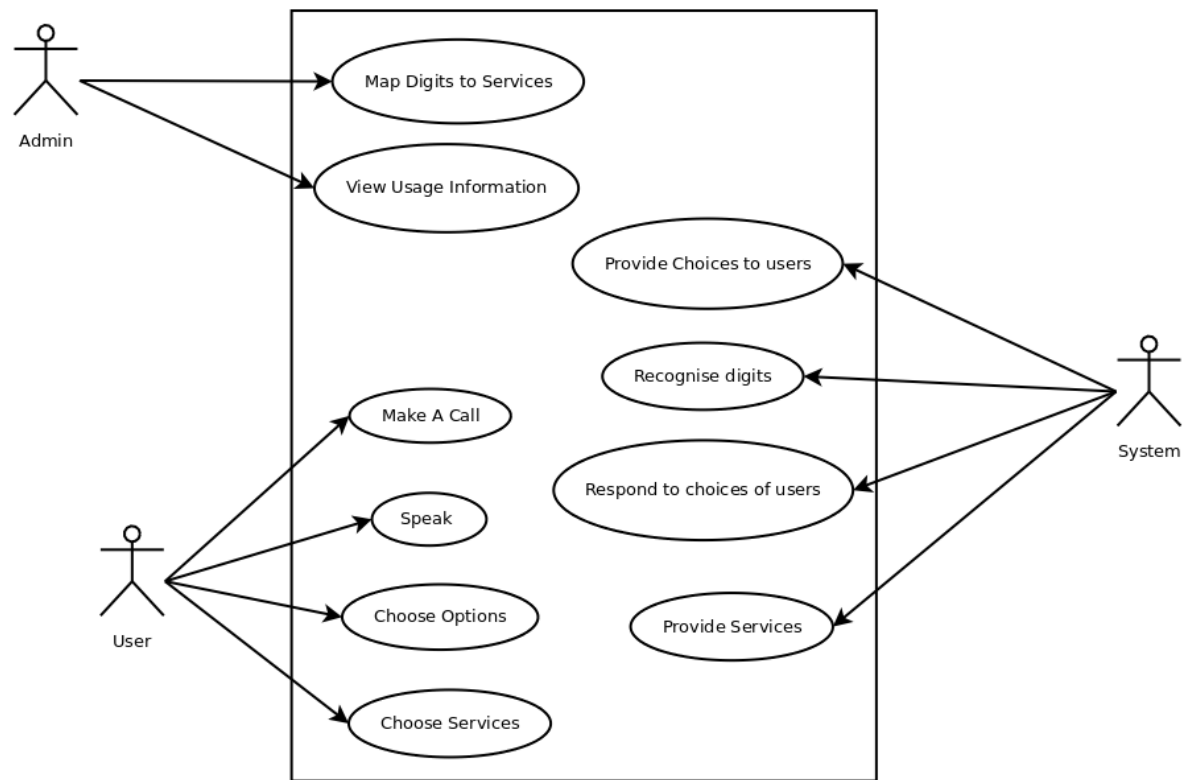 Map Digits to Services
Admin
View Usage Information
Provide Choices to users
Recognise digits
Make A Call
System
Respond to choices of users
Speak
Choose Options
Provide Services
User
Choose Services